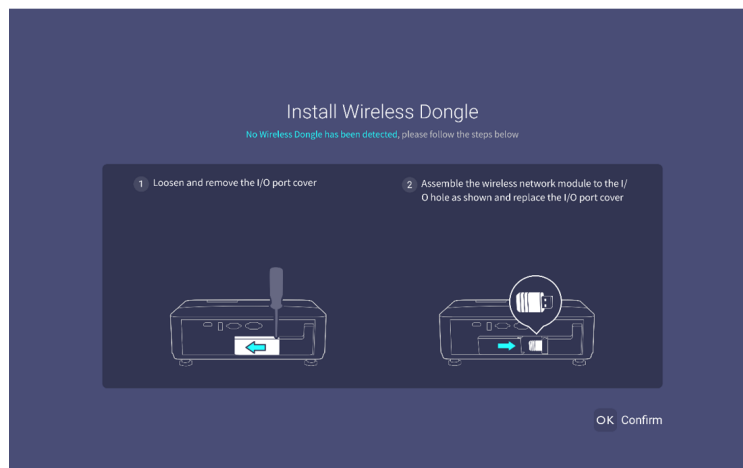 Install Wireless Dongle
No Wireless Dongle has been detected, please follow the steps below
1 Loosen and remove the I/O port cover
2 Assemble the wireless network module to the I/
O hole as shown and replace the I/O port cover
OK Confirm